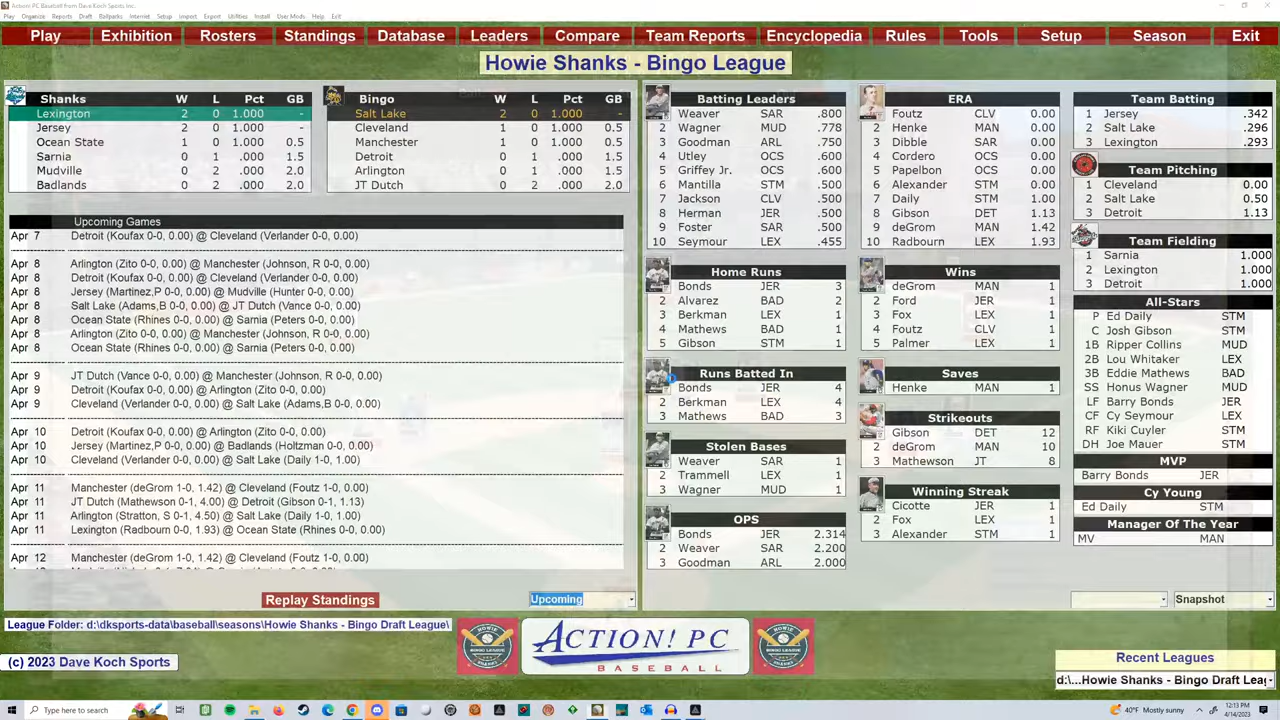 Action! PC Baseball from Dave Koch Sports Inc.
Play Organize Reports Draft Ballparks Internet Setup Import Export Utilities Install User Mods Help Exit
Play Exhibition Rosters Standings Database Leaders Compare Team Reports Encyclopedia Rules Tools Setup Season Exit
Howie Shanks - Bingo League
Shanks W L Pct GB
Lexington 2 0 1.000 -
Jersey 2 0 1.000 -
Ocean State 1 0 1.000 0.5
Sarnia 0 1 .000 1.5
Mudville 0 2 .000 2.0
Badlands 0 2 .000 2.0
Bingo W L Pct GB
Salt Lake 2 0 1.000 -
Cleveland 1 0 1.000 0.5
Manchester 1 0 1.000 0.5
Detroit 0 1 .000 1.5
Arlington 0 1 .000 1.5
JT Dutch 0 2 .000 2.0
Upcoming Games
Apr 7 Detroit (Koufax 0-0, 0.00) @ Cleveland (Verlander 0-0, 0.00)
Apr 8 Arlington (Zito 0-0, 0.00) @ Manchester (Johnson, R 0-0, 0.00)
Apr 8 Detroit (Koufax 0-0, 0.00) @ Cleveland (Verlander 0-0, 0.00)
Apr 8 Jersey (Martinez,P 0-0, 0.00) @ Mudville (Hunter 0-0, 0.00)
Apr 8 Salt Lake (Adams,B 0-0, 0.00) @ JT Dutch (Vance 0-0, 0.00)
Apr 8 Ocean State (Rhines 0-0, 0.00) @ Sarnia (Peters 0-0, 0.00)
Apr 8 Arlington (Zito 0-0, 0.00) @ Manchester (Johnson, R 0-0, 0.00)
Apr 8 Ocean State (Rhines 0-0, 0.00) @ Sarnia (Peters 0-0, 0.00)
Apr 9 JT Dutch (Vance 0-0, 0.00) @ Manchester (Johnson, R 0-0, 0.00)
Apr 9 Detroit (Koufax 0-0, 0.00) @ Arlington (Zito 0-0, 0.00)
Apr 9 Cleveland (Verlander 0-0, 0.00) @ Salt Lake (Adams,B 0-0, 0.00)
Apr 10 Detroit (Koufax 0-0, 0.00) @ Arlington (Zito 0-0, 0.00)
Apr 10 Jersey (Martinez,P 0-0, 0.00) @ Badlands (Holtzman 0-0, 0.00)
Apr 10 Cleveland (Verlander 0-0, 0.00) @ Salt Lake (Daily 1-0, 1.00)
Apr 11 Manchester (deGrom 1-0, 1.42) @ Cleveland (Foutz 1-0, 0.00)
Apr 11 JT Dutch (Mathewson 0-1, 4.00) @ Detroit (Gibson 0-1, 1.13)
Apr 11 Arlington (Stratton, S 0-1, 4.50) @ Salt Lake (Daily 1-0, 1.00)
Apr 11 Lexington (Radbourn 0-0, 1.93) @ Ocean State (Rhines 0-0, 0.00)
Apr 12 Manchester (deGrom 1-0, 1.42) @ Cleveland (Foutz 1-0, 0.00)
Replay Standings
Upcoming
Batting Leaders
Weaver SAR .800
2 Wagner MUD .778
3 Goodman ARL .750
4 Utley OCS .600
5 Griffey Jr. OCS .600
6 Mantilla STM .500
7 Jackson CLV .500
8 Herman JER .500
9 Foster SAR .500
10 Seymour LEX .455
Home Runs
Bonds JER 3
2 Alvarez BAD 2
3 Berkman LEX 1
4 Mathews BAD 1
5 Gibson STM 1
Runs Batted In
Bonds JER 4
2 Berkman LEX 4
3 Mathews BAD 3
Stolen Bases
Weaver SAR 1
2 Trammell LEX 1
3 Wagner MUD 1
OPS
Bonds JER 2.314
2 Weaver SAR 2.200
3 Goodman ARL 2.000
ERA
Foutz CLV 0.00
2 Henke MAN 0.00
3 Dibble SAR 0.00
4 Cordero OCS 0.00
5 Papelbon OCS 0.00
6 Alexander STM 0.00
7 Daily STM 1.00
8 Gibson DET 1.13
9 deGrom MAN 1.42
10 Radbourn LEX 1.93
Wins
deGrom MAN 1
2 Ford JER 1
3 Fox LEX 1
4 Foutz CLV 1
5 Palmer LEX 1
Saves
Henke MAN 1
Strikeouts
Gibson DET 12
2 deGrom MAN 10
3 Mathewson JT 8
Winning Streak
Cicotte JER 1
2 Fox LEX 1
3 Alexander STM 1
Team Batting
1 Jersey .342
2 Salt Lake .296
3 Lexington .293
Team Pitching
1 Cleveland 0.00
2 Salt Lake 0.50
3 Detroit 1.13
Team Fielding
1 Sarnia 1.000
2 Lexington 1.000
3 Detroit 1.000
All-Stars
P Ed Daily STM
C Josh Gibson STM
1B Ripper Collins MUD
2B Lou Whitaker LEX
3B Eddie Mathews BAD
SS Honus Wagner MUD
LF Barry Bonds JER
CF Cy Seymour LEX
RF Kiki Cuyler STM
DH Joe Mauer STM
MVP
Barry Bonds JER
Cy Young
Ed Daily STM
Manager Of The Year
MV MAN
Snapshot
League Folder: d:\dksports-data\baseball\seasons\Howie Shanks - Bingo Draft League\
(c) 2023 Dave Koch Sports
HOWIE SHANKS
BINGO LEAGUE
ACTION! PC
BASEBALL
HOWIE SHANKS
BINGO LEAGUE
Recent Leagues
d:\...Howie Shanks - Bingo Draft Leag
Type here to search
40°F Mostly sunny
12:13 PM
4/14/2023